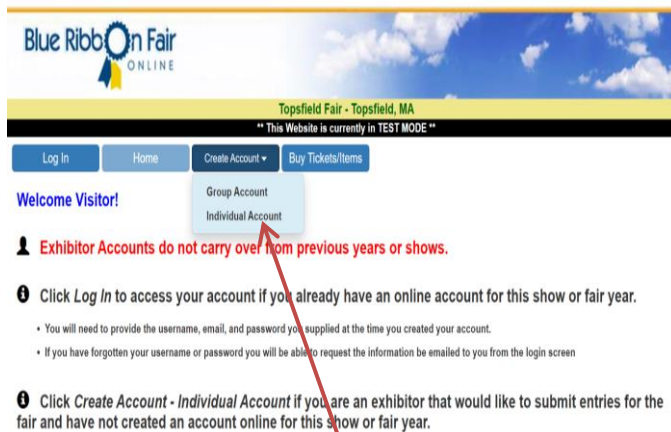 Blue Ribbon Fair
ONLINE
Topsfield Fair - Topsfield, MA
** This Website is currently in TEST MODE **
Log In Home Create Account Buy Tickets/Items
Group Account
Individual Account
Welcome Visitor!
Exhibitor Accounts do not carry over from previous years or shows.
Click Log In to access your account if you already have an online account for this show or fair year.
• You will need to provide the username, email, and password you supplied at the time you created your account.
• If you have forgotten your username or password you will be able to request the information be emailed to you from the login screen
Click Create Account - Individual Account if you are an exhibitor that would like to submit entries for the
fair and have not created an account online for this show or fair year.